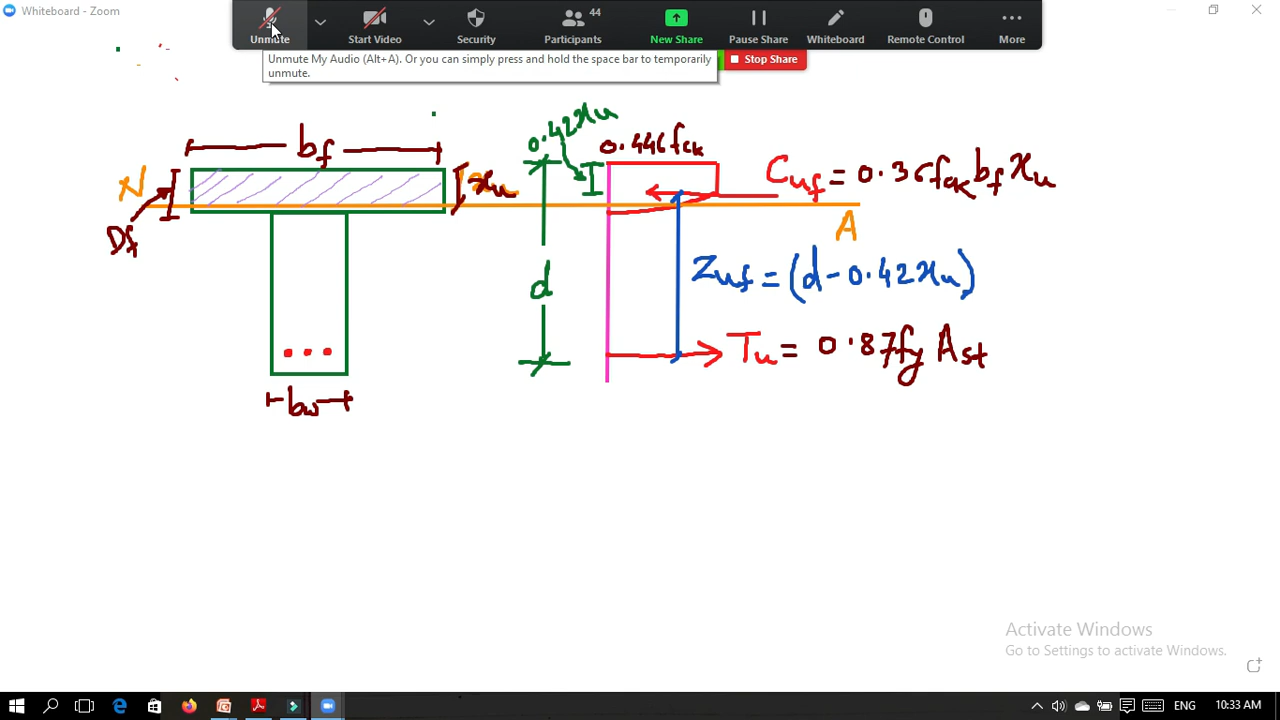 Whiteboard - Zoom
Unmute
Start Video
Security
44
Participants
New Share
Pause Share
Whiteboard
Remote Control
More
Unmute My Audio (Alt+A). Or you can simply press and hold the space bar to temporarily
unmute.
Stop Share
bf
0.42xu
0.446fck
N
Df
xu
Cuf = 0.36fck bf xu
A
d
Zuf = (d-0.42xu)
Tu = 0.87fy Ast
bw
Activate Windows
Go to Settings to activate Windows.
ENG
10:33 AM